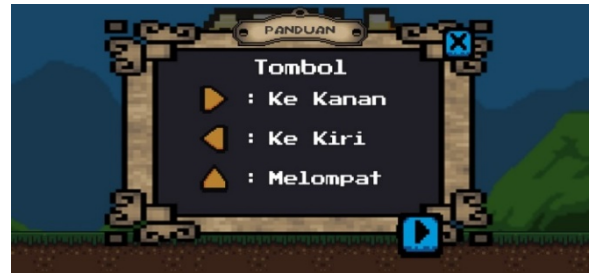 PANDUAN
Tombol
: Ke Kanan
: Ke Kiri
: Melompat